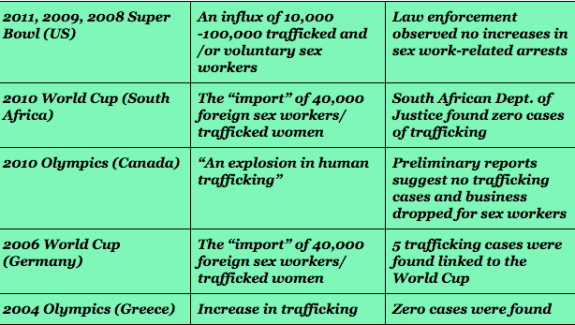 2011, 2009, 2008 Super
Bowl (US)
An influx of 10,000
-100,000 trafficked and
/or voluntary sex
workers
Law enforcement
observed no increases in
sex work-related arrests
2010 World Cup (South
Africa)
The “import” of 40,000
foreign sex workers/
trafficked women
South African Dept. of
Justice found zero cases
of trafficking
2010 Olympics (Canada)
“An explosion in human
trafficking”
Preliminary reports
suggest no trafficking
cases and business
dropped for sex workers
2006 World Cup
(Germany)
The “import” of 40,000
foreign sex workers/
trafficked women
5 trafficking cases were
found linked to the
World Cup
2004 Olympics (Greece)
Increase in trafficking
Zero cases were found